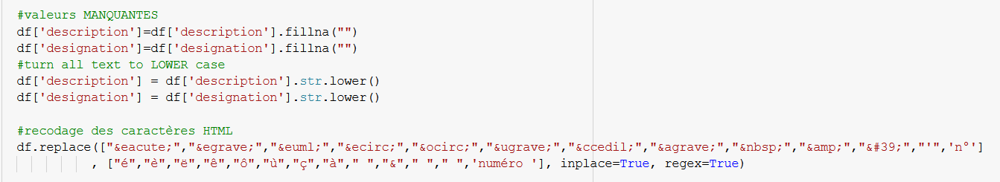 #valeurs MANQUANTES
df['description']=df['description'].fillna("")
df['designation']=df['designation'].fillna("")
#turn all text to LOWER case
df['description'] = df['description'].str.lower()
df['designation'] = df['designation'].str.lower()
#recodage des caractères HTML
df.replace(["&eacute;","&egrave;","&euml;","&ecirc;","&ocirc;","&ugrave;","&ccedil;","&agrave;","&nbsp;","&amp;","&#39;","'",'n°']
, ["é","è","ë","ê","ô","ù","ç","à"," ","&"," "," ",'numéro '], inplace=True, regex=True)